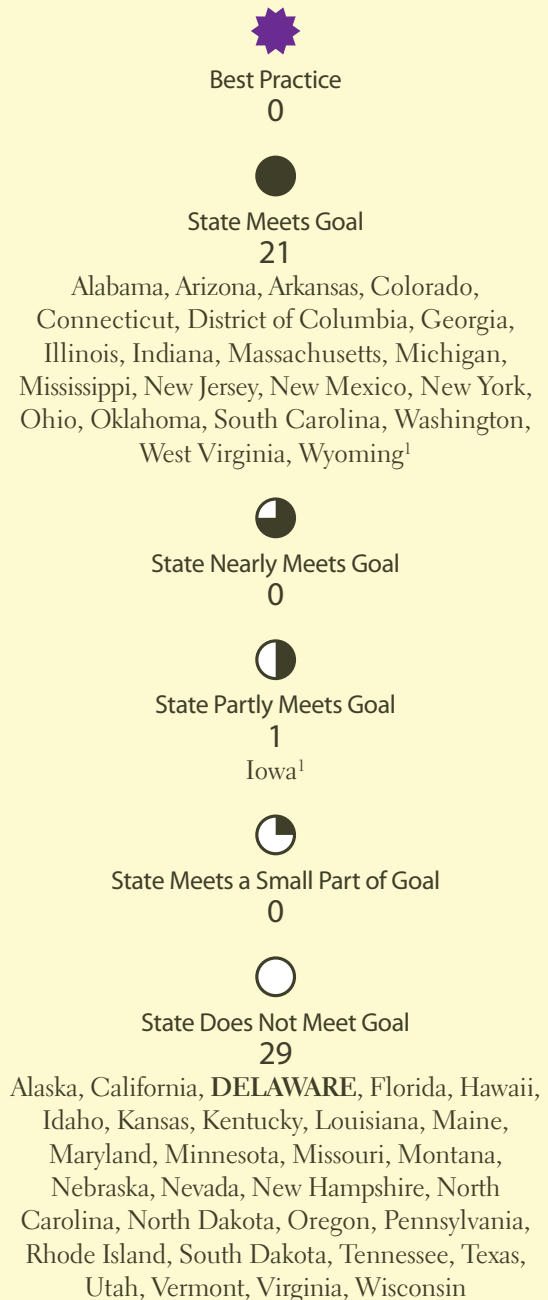 Best Practice
0
State Meets Goal
21
Alabama, Arizona, Arkansas, Colorado,
Connecticut, District of Columbia, Georgia,
Illinois, Indiana, Massachusetts, Michigan,
Mississippi, New Jersey, New Mexico, New York,
Ohio, Oklahoma, South Carolina, Washington,
West Virginia, Wyoming¹
State Nearly Meets Goal
0
State Partly Meets Goal
1
Iowa¹
State Meets a Small Part of Goal
0
State Does Not Meet Goal
29
Alaska, California, DELAWARE, Florida, Hawaii,
Idaho, Kansas, Kentucky, Louisiana, Maine,
Maryland, Minnesota, Missouri, Montana,
Nebraska, Nevada, New Hampshire, North
Carolina, North Dakota, Oregon, Pennsylvania,
Rhode Island, South Dakota, Tennessee, Texas,
Utah, Vermont, Virginia, Wisconsin